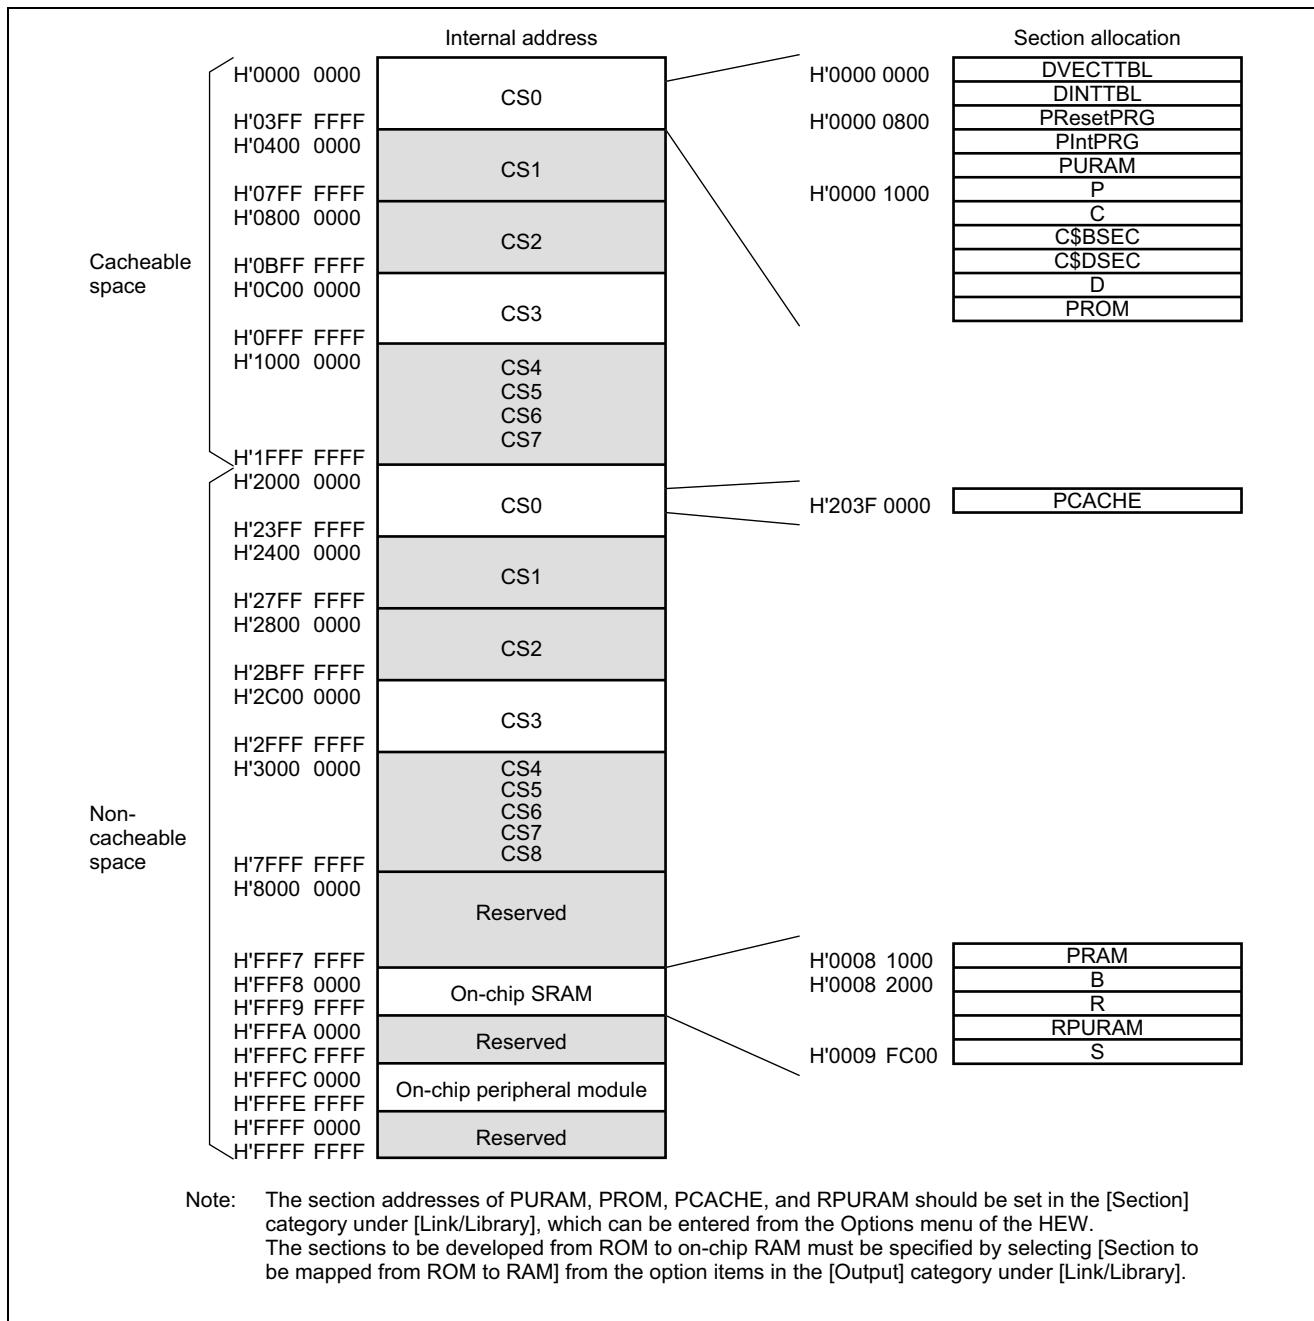 Internal address
Section allocation
Cacheable
space
H'0000 0000
CS0
H'03FF FFFF
H'0400 0000
CS1
H'07FF FFFF
H'0800 0000
CS2
H'0BFF FFFF
H'0C00 0000
CS3
H'0FFF FFFF
H'1000 0000
CS4
CS5
CS6
CS7
H'1FFF FFFF
Non-
cacheable
space
H'2000 0000
CS0
H'23FF FFFF
H'2400 0000
CS1
H'27FF FFFF
H'2800 0000
CS2
H'2BFF FFFF
H'2C00 0000
CS3
H'2FFF FFFF
H'3000 0000
CS4
CS5
CS6
CS7
CS8
H'7FFF FFFF
H'8000 0000
Reserved
H'FFF7 FFFF
H'FFF8 0000
On-chip SRAM
H'FFF9 FFFF
H'FFFA 0000
Reserved
H'FFFC FFFF
H'FFFC 0000
On-chip peripheral module
H'FFFE FFFF
H'FFFF 0000
Reserved
H'FFFF FFFF
H'0000 0000 DVECTTBL
DINTTBL
H'0000 0800 PResetPRG
PIntPRG
PURAM
H'0000 1000 P
C
C$BSEC
C$DSEC
D
PROM
H'203F 0000 PCACHE
H'0008 1000 PRAM
H'0008 2000 B
R
RPURAM
H'0009 FC00 S
Note: The section addresses of PURAM, PROM, PCACHE, and RPURAM should be set in the [Section]
category under [Link/Library], which can be entered from the Options menu of the HEW.
The sections to be developed from ROM to on-chip RAM must be specified by selecting [Section to
be mapped from ROM to RAM] from the option items in the [Output] category under [Link/Library].